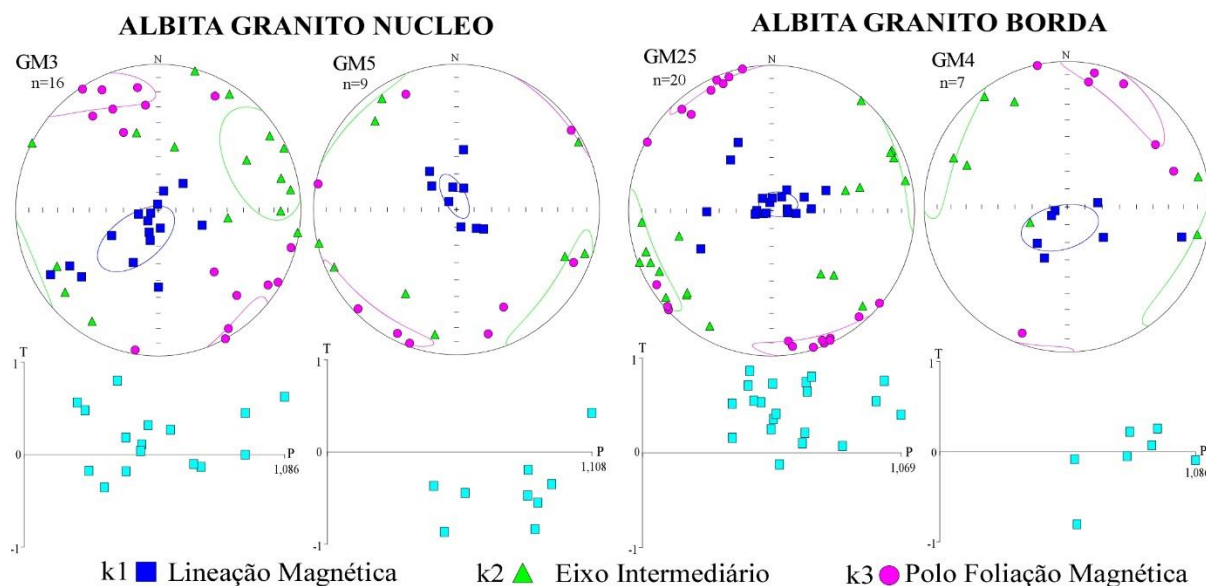 ALBITA GRANITO NUCLEO
ALBITA GRANITO BORDA
GM3
n=16
N
GM5
n=9
N
GM25
n=20
N
GM4
n=7
N
T
1
0
-1
P
1,086
T
1
0
-1
P
1,108
T
1
0
-1
P
1,069
T
1
0
-1
P
1,086
k1 Lineação Magnética k2 Eixo Intermediário k3 Polo Foliação Magnética